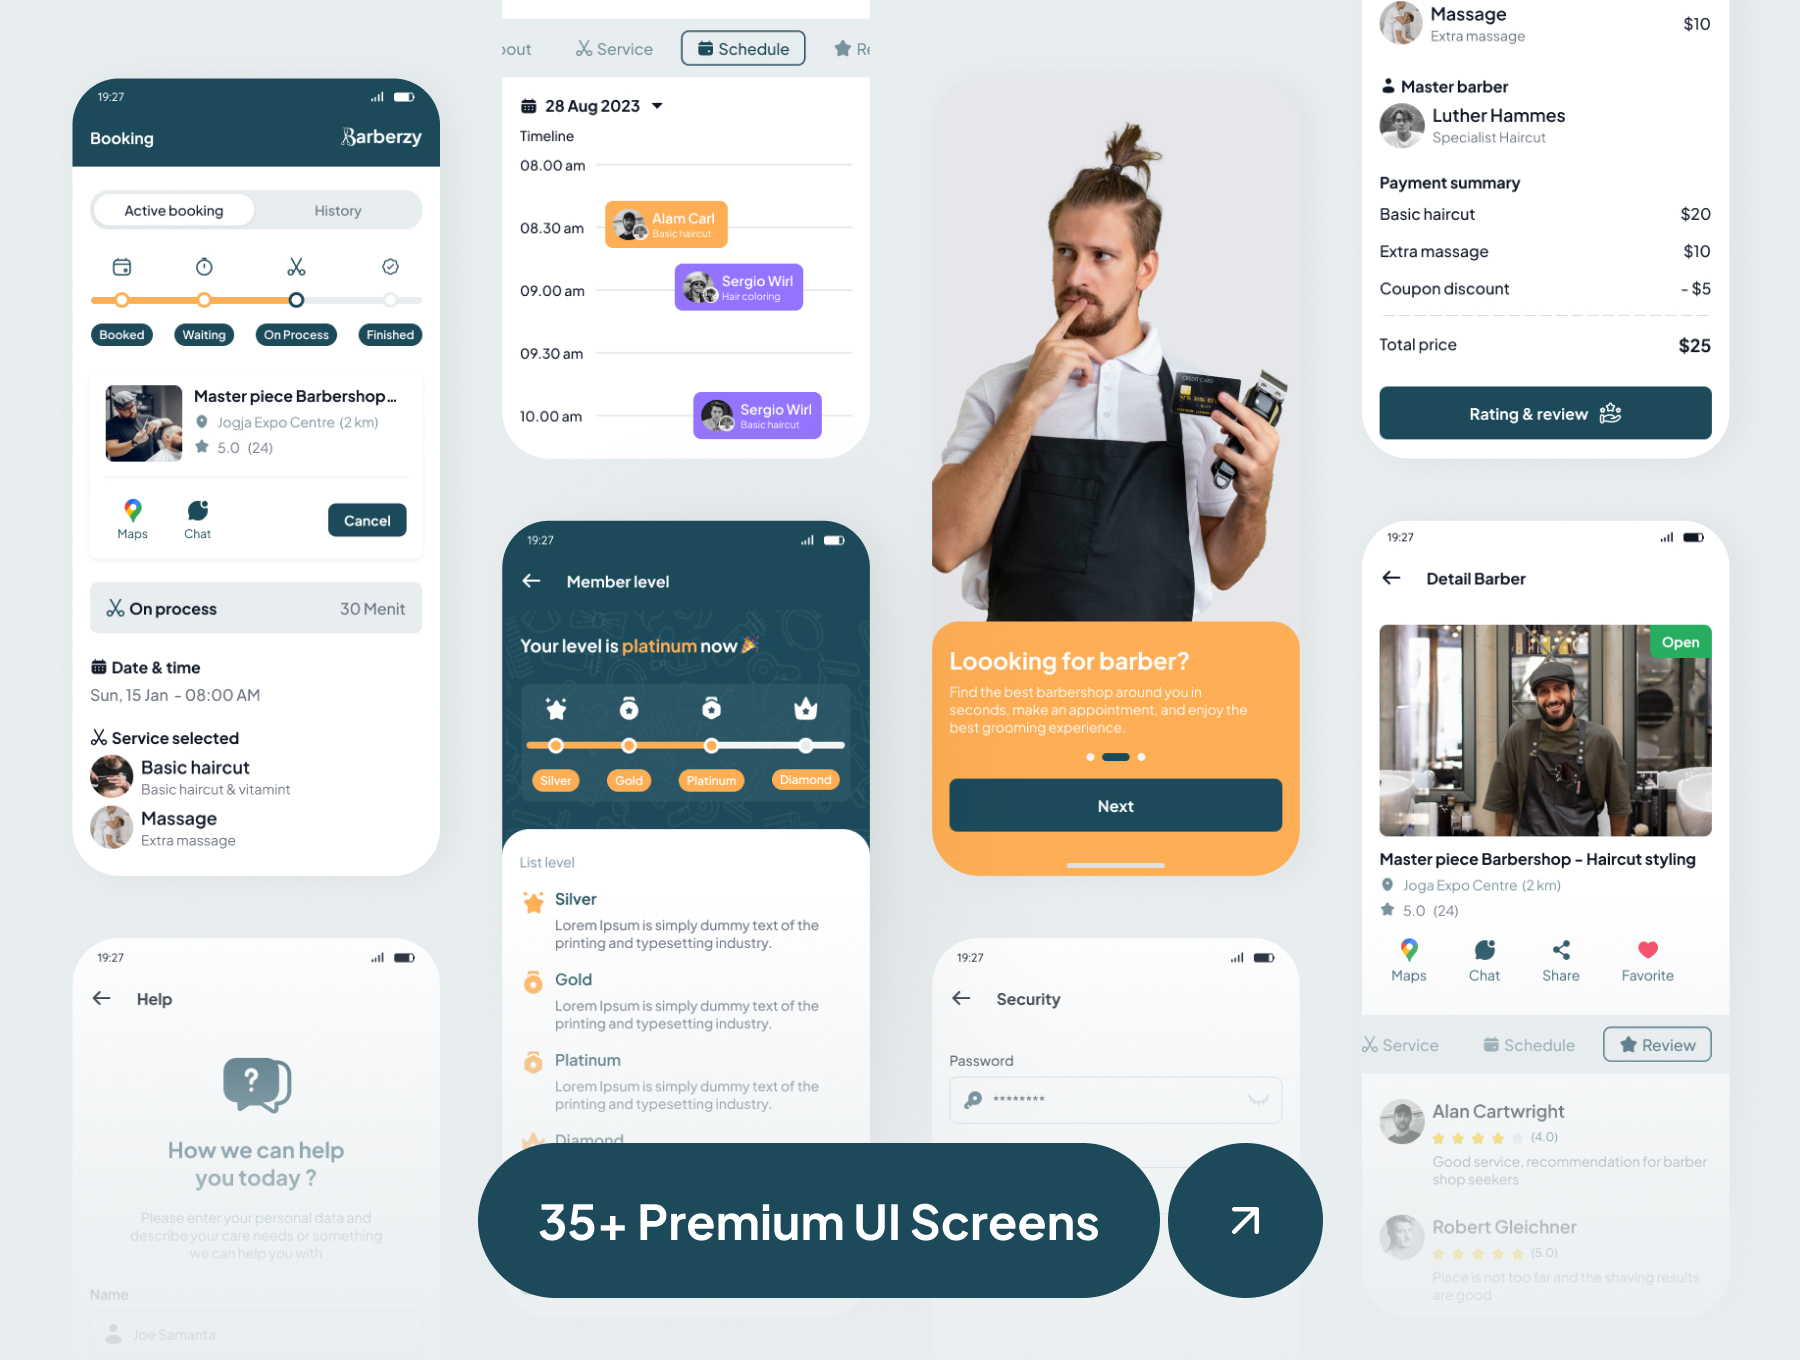 19:27
Booking
Barberzy
Active booking
History
Booked
Waiting
On Process
Finished
Master piece Barbershop...
Jogja Expo Centre (2 km)
5.0 (24)
Maps
Chat
Cancel
On process
30 Menit
Date & time
Sun, 15 Jan - 08:00 AM
Service selected
Basic haircut
Basic haircut & vitamint
Massage
Extra massage
19:27
Help
How we can help
you today ?
Please enter your personal data and
describe your care needs or something
we can help you with
Name
Joe Samanta
out
Service
Schedule
Re
28 Aug 2023
Timeline
08.00 am
08.30 am
Alam Carl
Basic haircut
09.00 am
Sergio Wirl
Hair coloring
09.30 am
10.00 am
Sergio Wirl
Basic haircut
19:27
Member level
Your level is platinum now
Silver
Gold
Platinum
Diamond
List level
Silver
Lorem Ipsum is simply dummy text of the
printing and typesetting industry.
Gold
Lorem Ipsum is simply dummy text of the
printing and typesetting industry.
Platinum
Lorem Ipsum is simply dummy text of the
printing and typesetting industry.
Diamond
CREDIT CARD
Loooking for barber?
Find the best barbershop around you in
seconds, make an appointment, and enjoy the
best grooming experience.
Next
19:27
Security
Password
********
Massage
Extra massage
$10
Master barber
Luther Hammes
Specialist Haircut
Payment summary
Basic haircut
$20
Extra massage
$10
Coupon discount
- $5
Total price
$25
Rating & review
19:27
Detail Barber
Open
Master piece Barbershop - Haircut styling
Joga Expo Centre (2 km)
5.0 (24)
Maps
Chat
Share
Favorite
Service
Schedule
Review
Alan Cartwright
(4.0)
Good service, recommendation for barber
shop seekers
Robert Gleichner
(5.0)
Place is not too far and the shaving results
are good
35+ Premium UI Screens